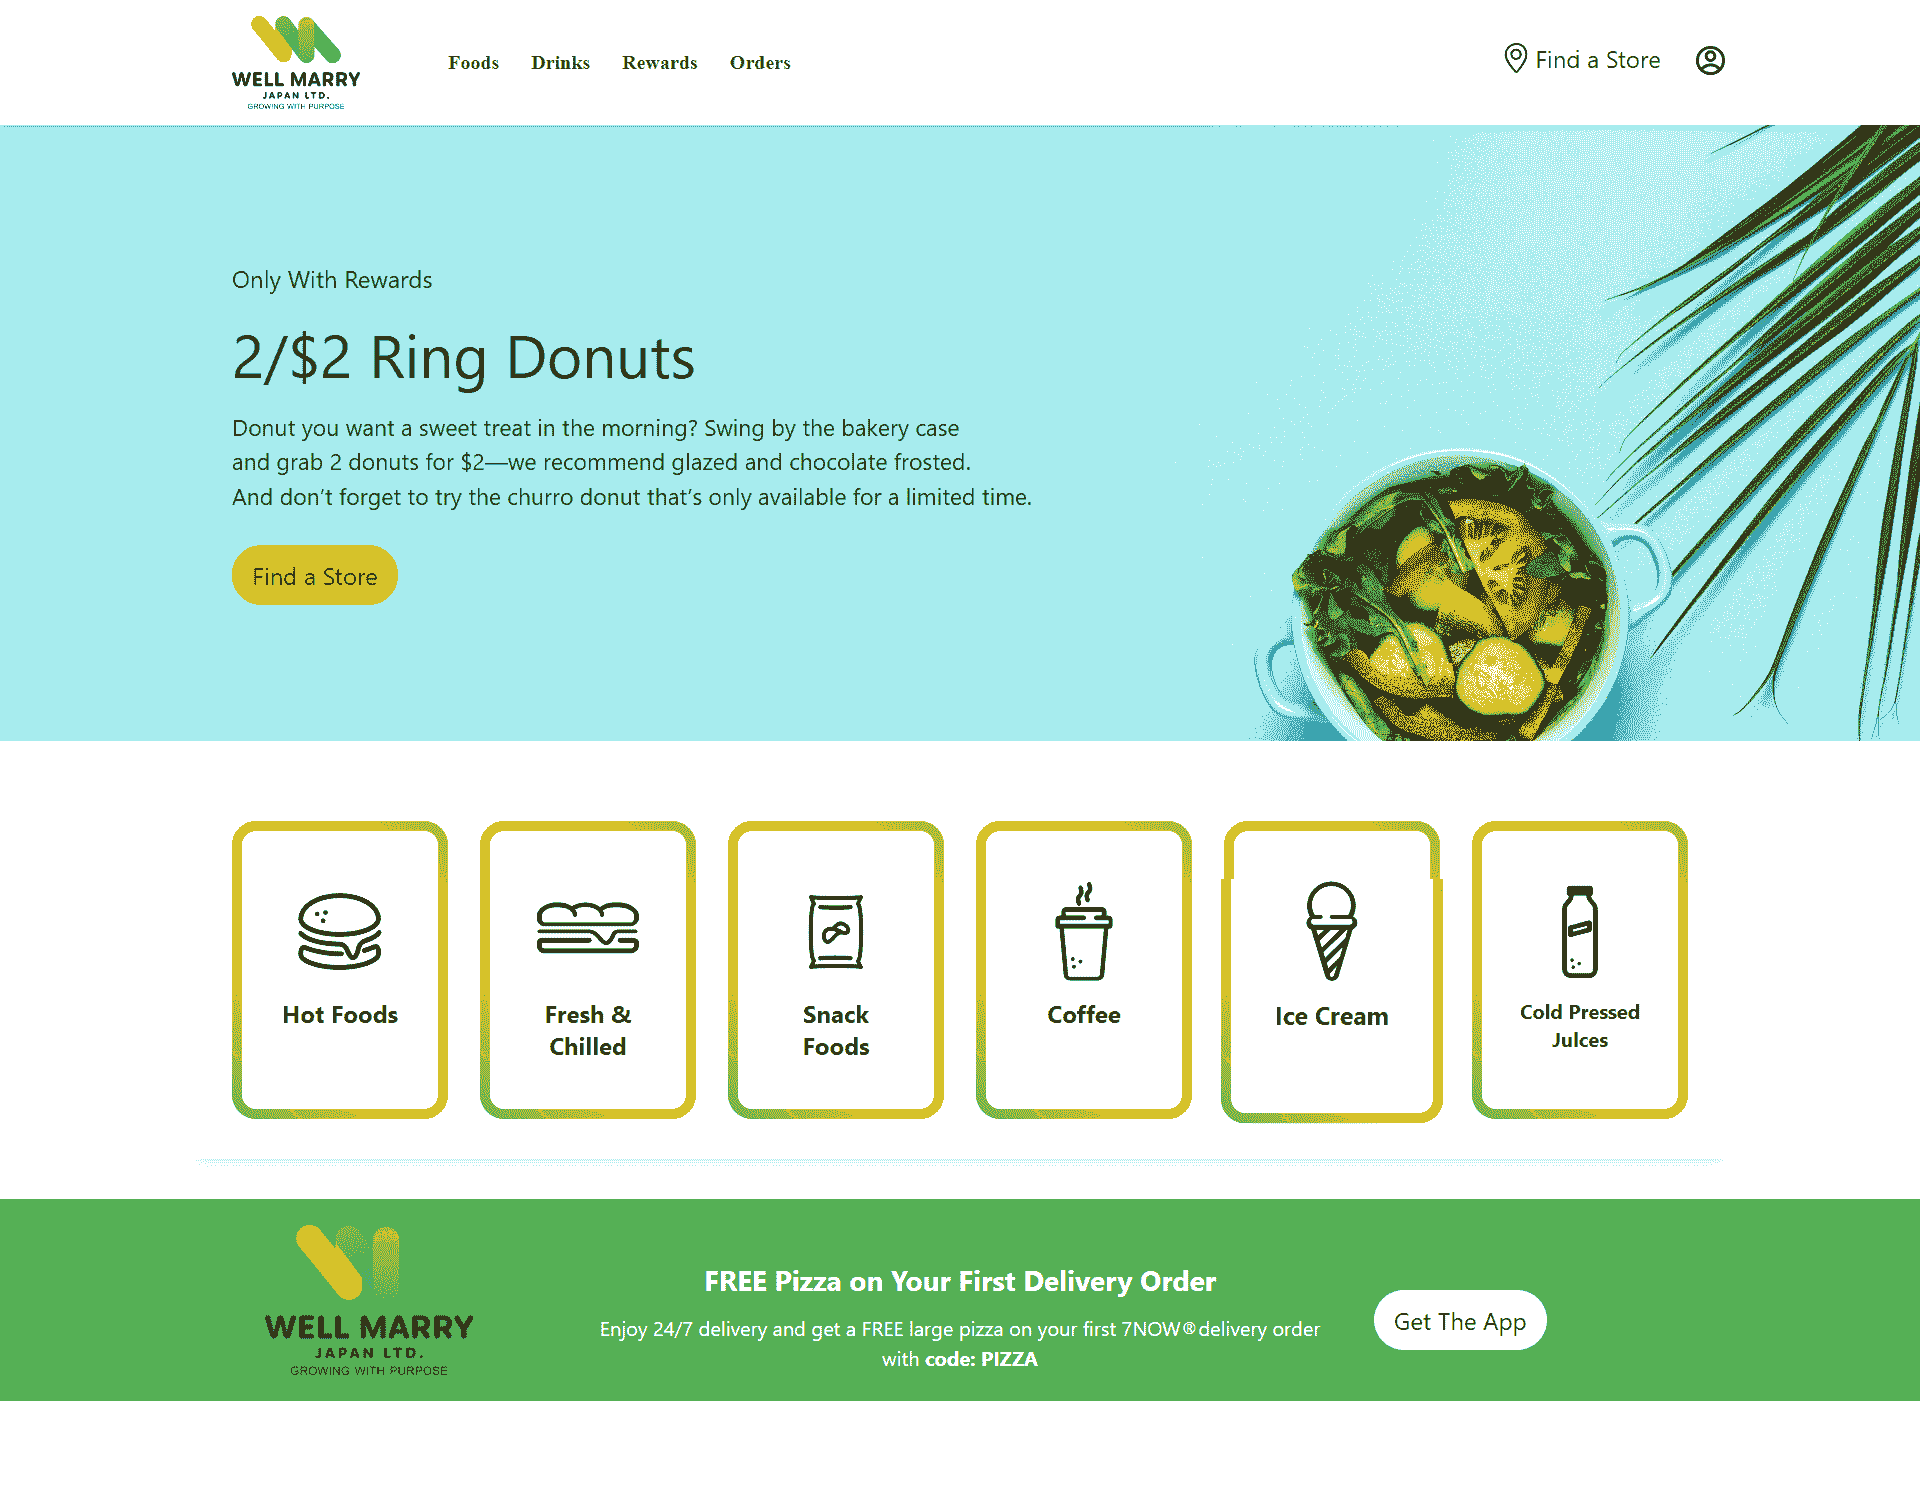 WELL MARRY
JAPAN LTD.
GROWING WITH PURPOSE
Foods Drinks Rewards Orders
Find a Store
Only With Rewards
2/$2 Ring Donuts
Donut you want a sweet treat in the morning? Swing by the bakery case
and grab 2 donuts for $2—we recommend glazed and chocolate frosted.
And don’t forget to try the churro donut that’s only available for a limited time.
Find a Store
Hot Foods
Fresh &
Chilled
Snack
Foods
Coffee
Ice Cream
Cold Pressed
Julces
WELL MARRY
JAPAN LTD.
GROWING WITH PURPOSE
FREE Pizza on Your First Delivery Order
Enjoy 24/7 delivery and get a FREE large pizza on your first 7NOW® delivery order
with code: PIZZA
Get The App